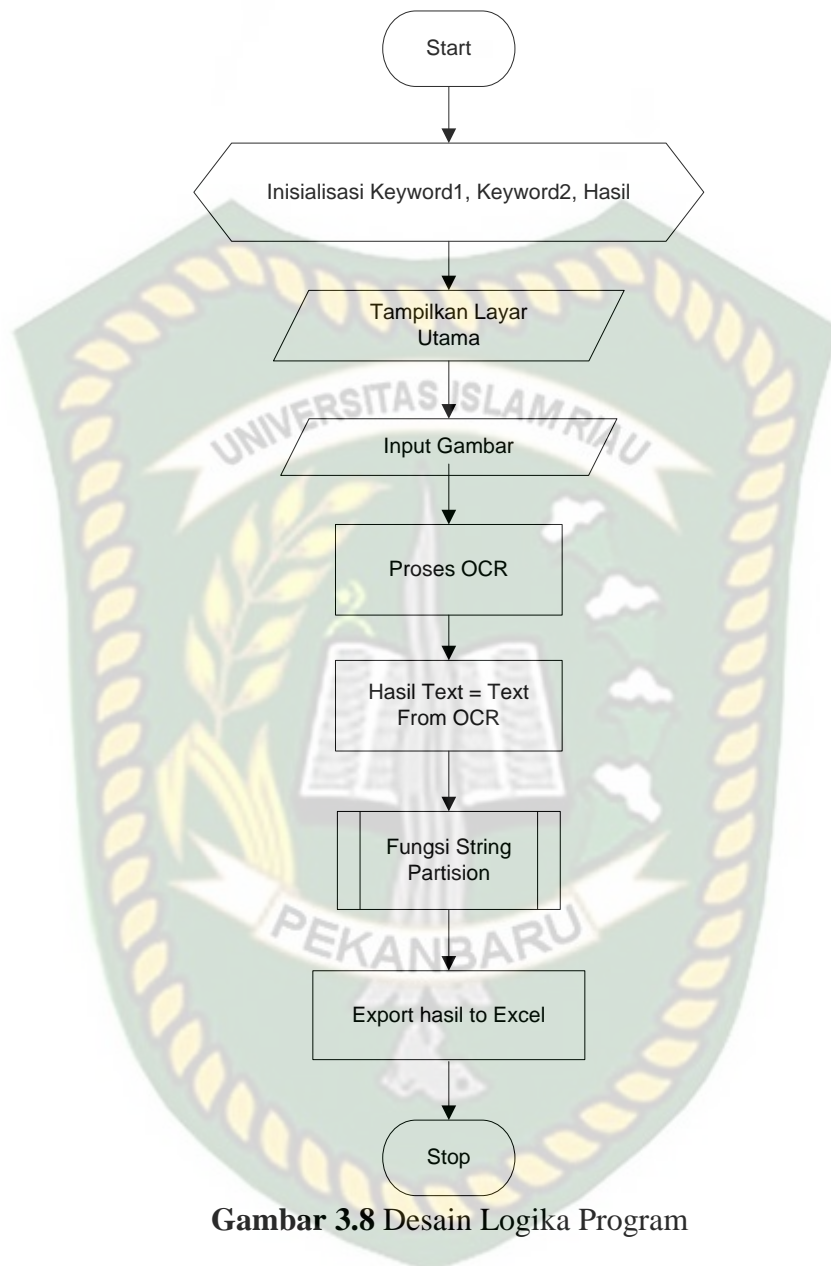 Start
Inisialisasi Keyword1, Keyword2, Hasil
Tampilkan Layar
Utama
UNIVERSITAS ISLAM RIAU
Input Gambar
Proses OCR
Hasil Text = Text
From OCR
Fungsi String
Partision
PEKANBARU
Export hasil to Excel
Stop
Gambar 3.8 Desain Logika Program